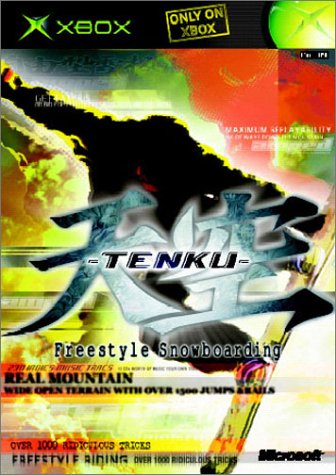 XBOX
ONLY ON
XBOX
MAXIMUM REPLAYABILITY
天空
-TENKU-
Freestyle Snowboarding
REAL MOUNTAIN
WIDE OPEN TERRAIN WITH OVER 1500 JUMPS & RAILS
OVER 1000 RIDICULOUS TRICKS
Microsoft
FREESTYLE RIDING OVER 1000 RIDICULOUS TRICKS